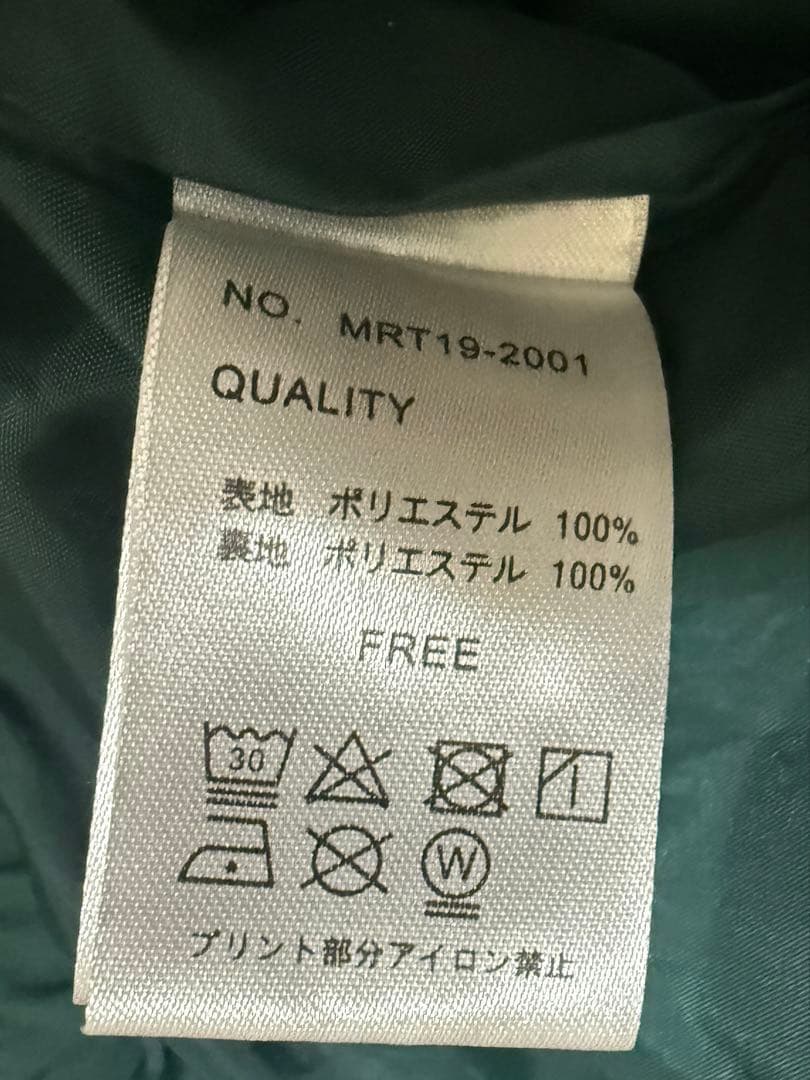 NO. MRT19-2001
QUALITY
表地 ポリエステル 100%
裏地 ポリエステル 100%
FREE
30
W
プリント部分アイロン禁止